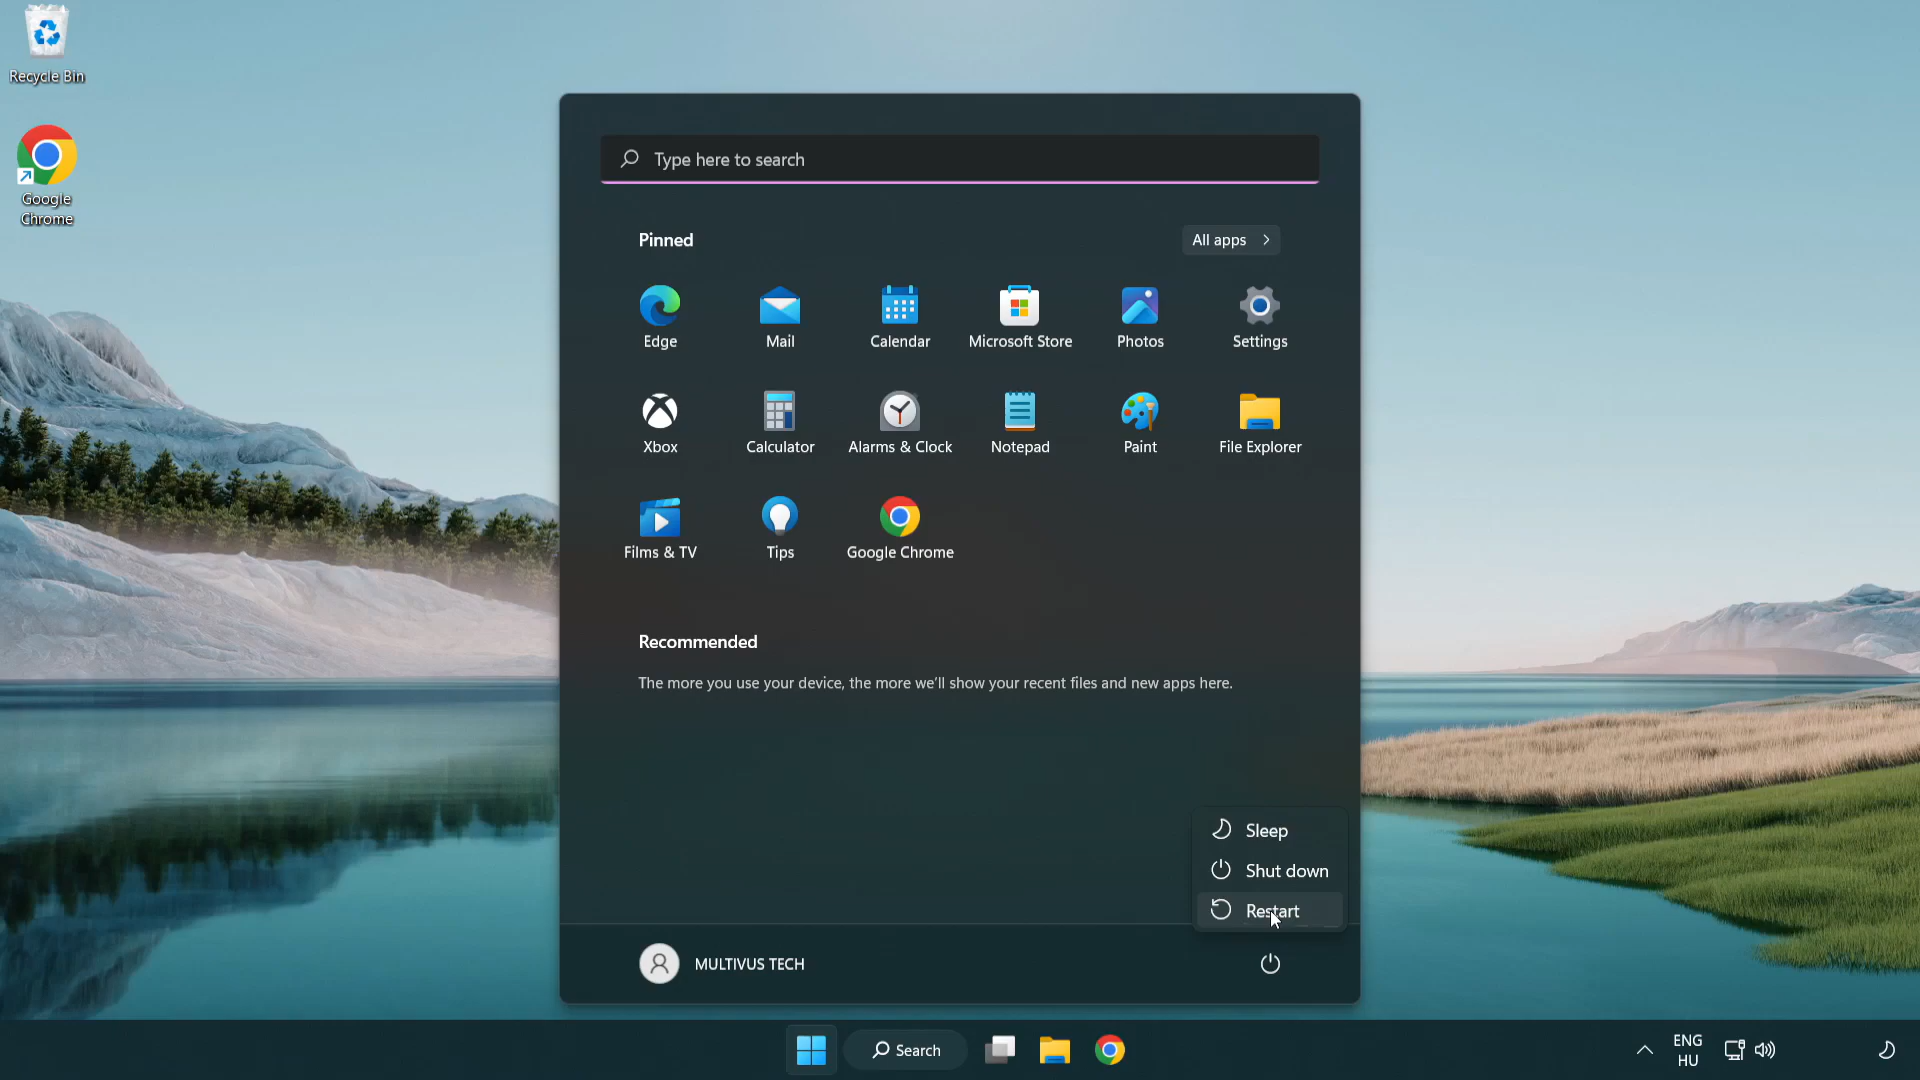 Recycle Bin
Google
Chrome
Type here to search
Pinned
All apps
Edge
Mail
Calendar
Microsoft Store
Photos
Settings
Xbox
Calculator
Alarms & Clock
Notepad
Paint
File Explorer
Films & TV
Tips
Google Chrome
Recommended
The more you use your device, the more we'll show your recent files and new apps here.
Sleep
Shut down
Restart
MULTIVUS TECH
Search
ENG
HU